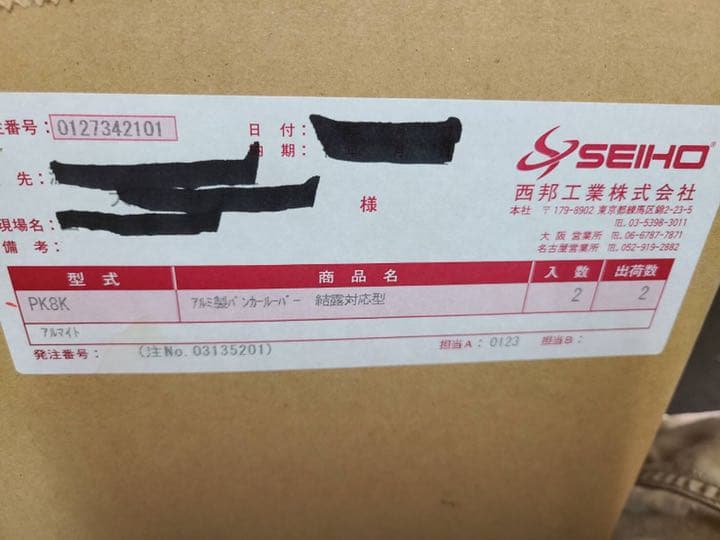 主番号: 0127342101
日 付:
納 期:
先:
様
現場名:
備 考:
SEIHO
西邦工業株式会社
本社 〒179-8902 東京都練馬区錦2-23-5
TEL.03-5398-3011
大 阪 営業所 TEL.06-6787-7871
名古屋営業所 TEL.052-919-2882
型 式 商 品 名 入 数 出荷数
PK8K ｱﾙﾐ製ﾊﾟﾝｶｰﾙｰﾊﾞｰ 結露対応型 2 2
ｱﾙﾏｲﾄ
発注番号: (注No.03135201) 担当A: 0123 担当B: